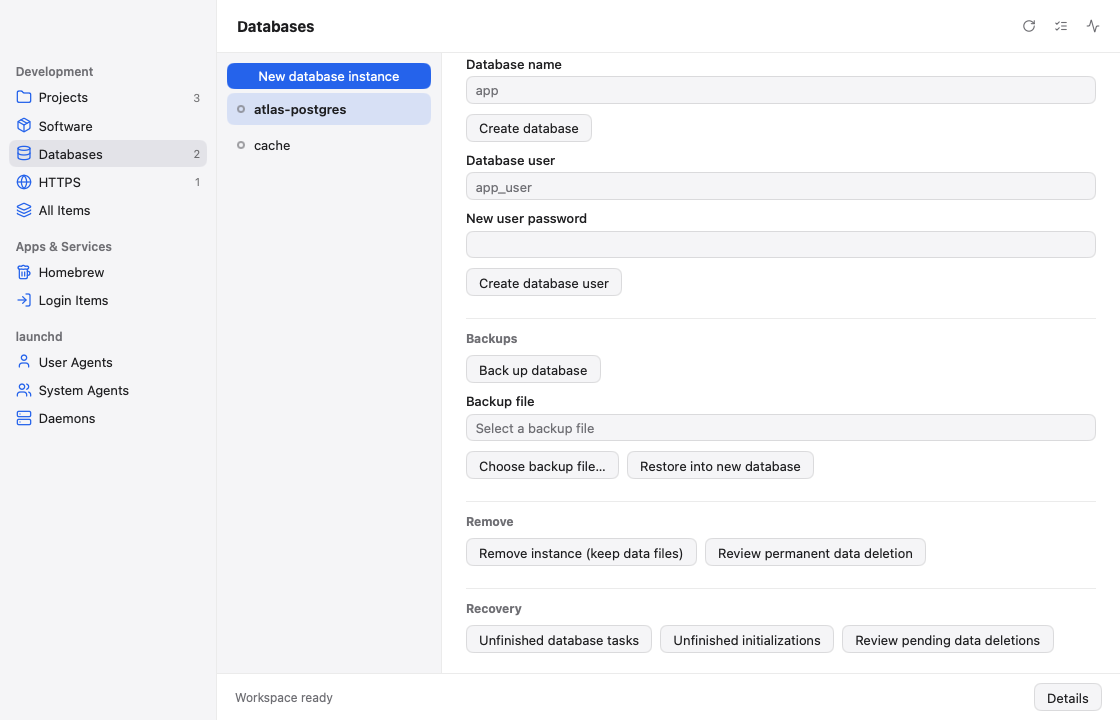 Databases
Development
Projects 3
Software
Databases 2
HTTPS 1
All Items
Apps & Services
Homebrew
Login Items
launchd
User Agents
System Agents
Daemons
New database instance
atlas-postgres
cache
Database name
app
Create database
Database user
app_user
New user password
Create database user
Backups
Back up database
Backup file
Select a backup file
Choose backup file... Restore into new database
Remove
Remove instance (keep data files) Review permanent data deletion
Recovery
Unfinished database tasks Unfinished initializations Review pending data deletions
Workspace ready Details